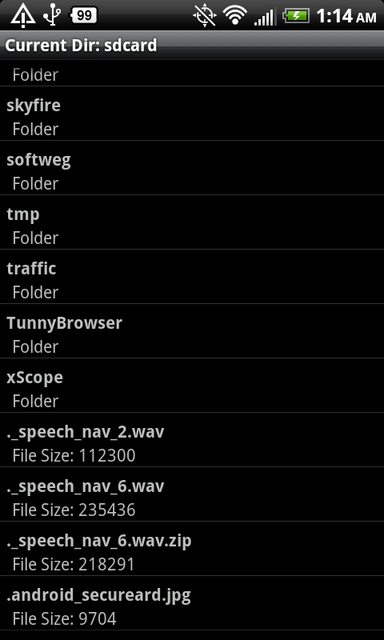 99
1:14 AM
Current Dir: sdcard
Folder
skyfire
Folder
softweg
Folder
tmp
Folder
traffic
Folder
TunnyBrowser
Folder
xScope
Folder
._speech_nav_2.wav
File Size: 112300
._speech_nav_6.wav
File Size: 235436
._speech_nav_6.wav.zip
File Size: 218291
.android_secureard.jpg
File Size: 9704